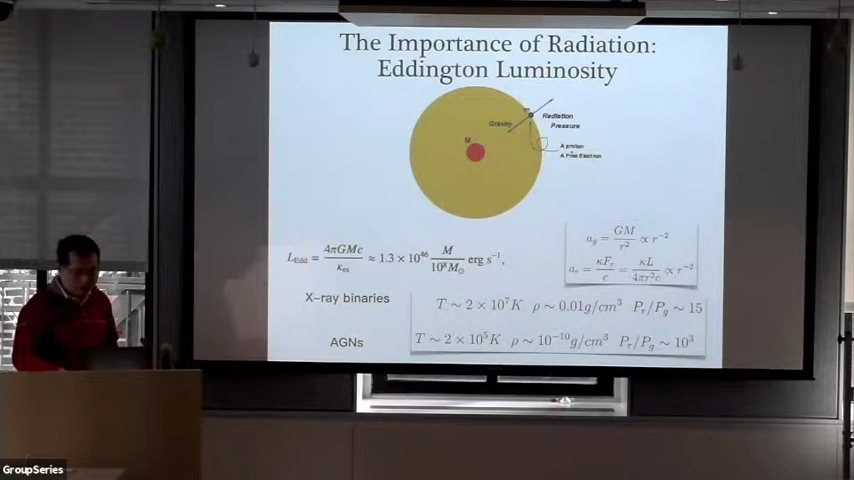 The Importance of Radiation:
Eddington Luminosity
Gravity
Radiation
Pressure
M
A proton
A Free Electron
L_Edd = 4πGMc / κ_es ≈ 1.3 × 10^46 M / 10^8 M_⊙ erg s^−1,
a_g = GM / r^2 ∝ r^−2
a_r = κF_r / c = κL / 4πr^2c ∝ r^−2
X-ray binaries
T ∼ 2 × 10^7 K ρ ∼ 0.01g/cm^3 P_r/P_g ∼ 15
AGNs
T ∼ 2 × 10^5 K ρ ∼ 10^−10 g/cm^3 P_r/P_g ∼ 10^3
GroupSeries